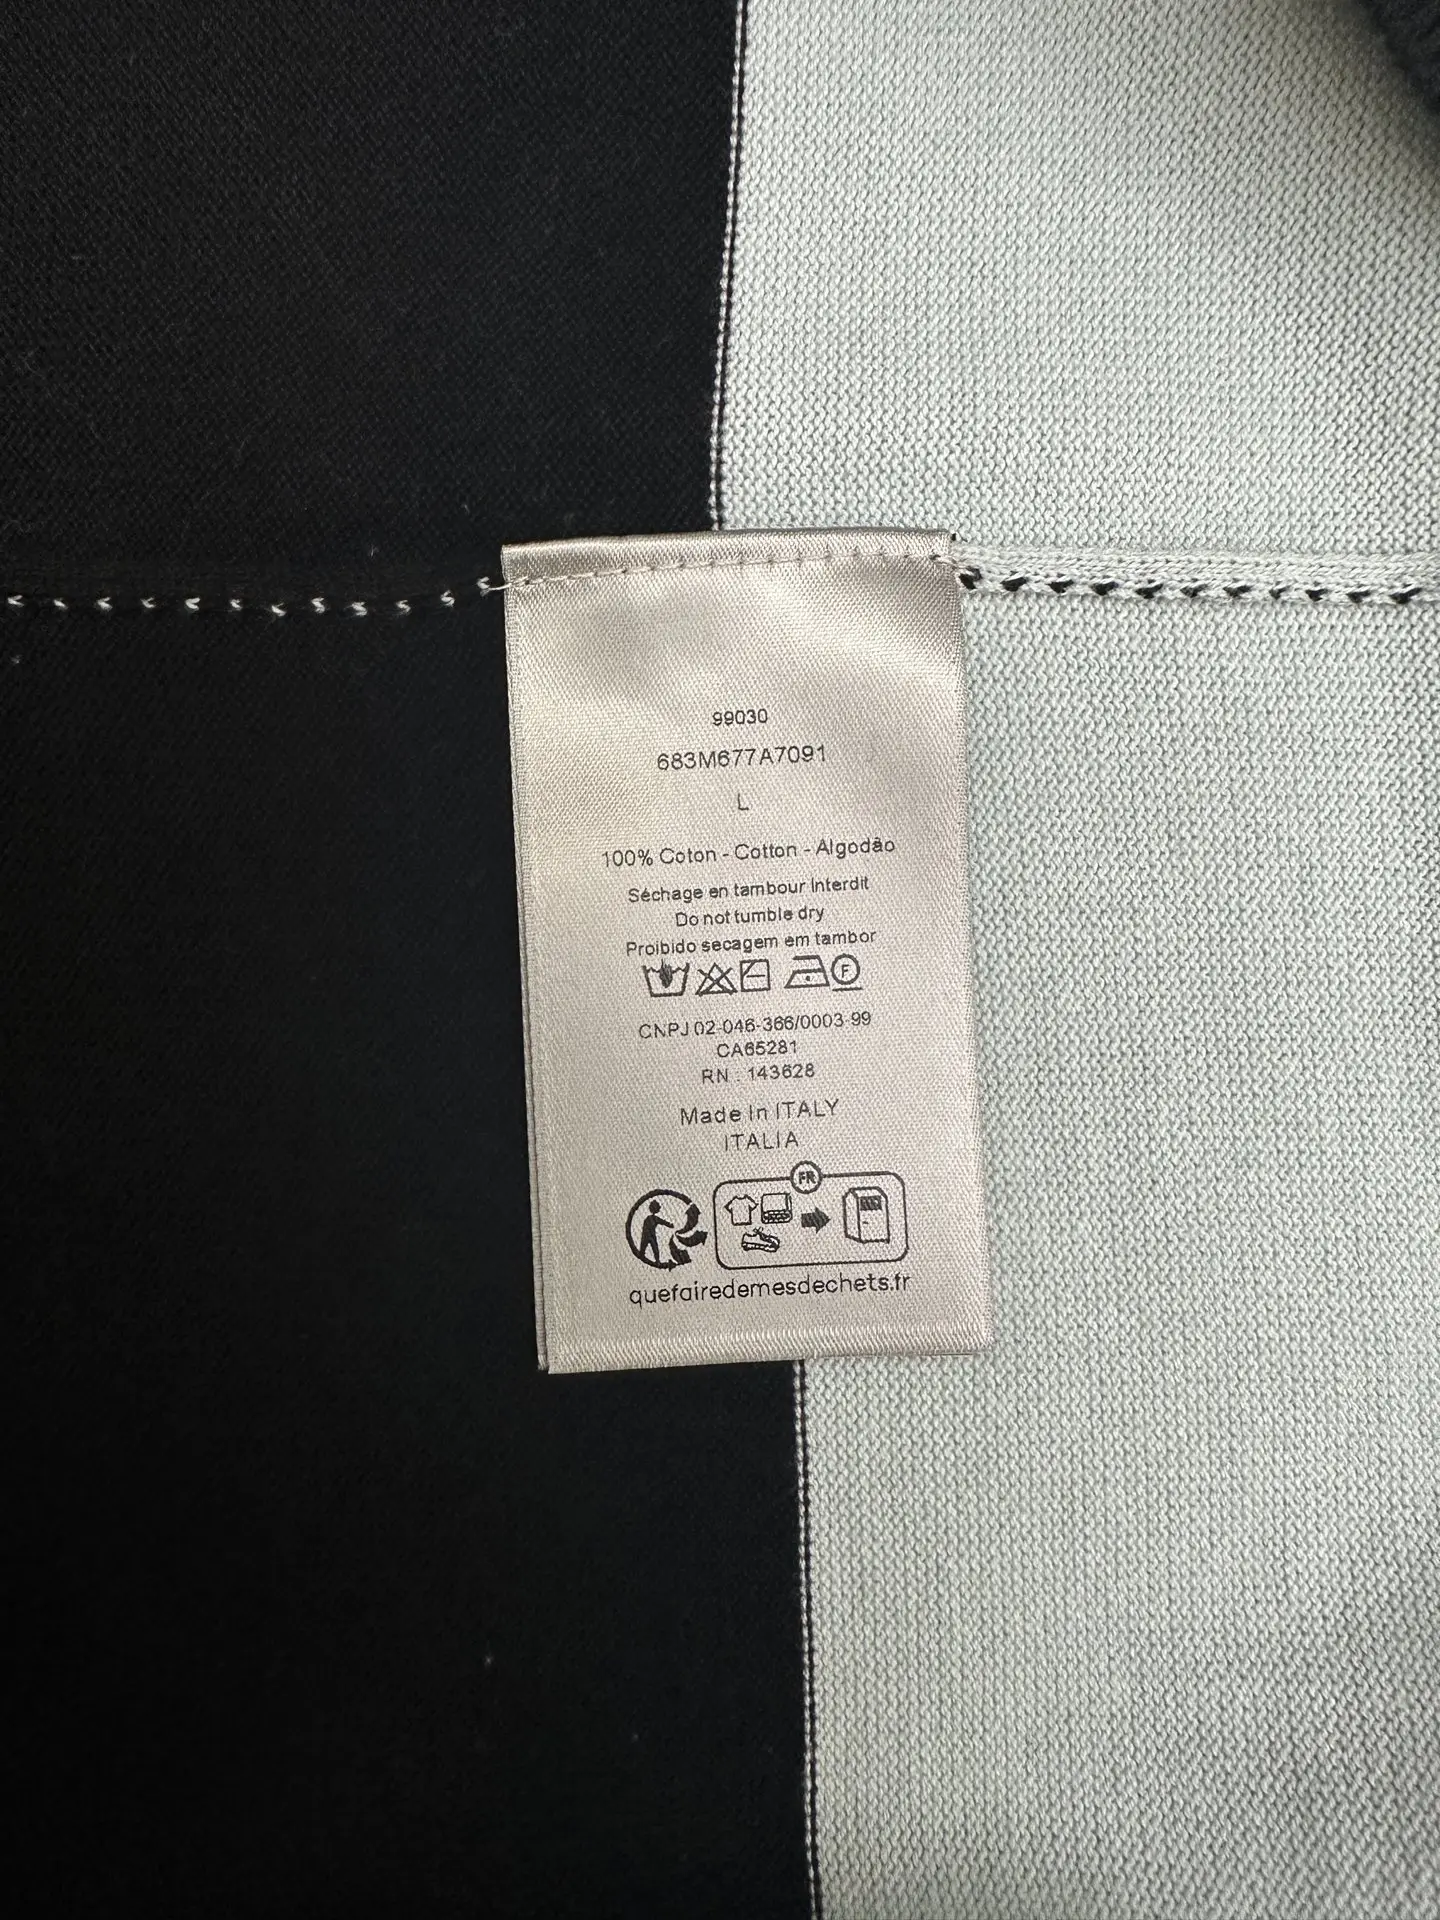 99030
683M677A7091
L
100% Coton - Cotton - Algodão
Séchage en tambour Interdit
Do not tumble dry
Proibido secagem em tambor
F
CNPJ 02-046-366/0003-99
CA65281
RN : 143628
Made In ITALY
ITALIA
FR
quefairedemesdechets.fr